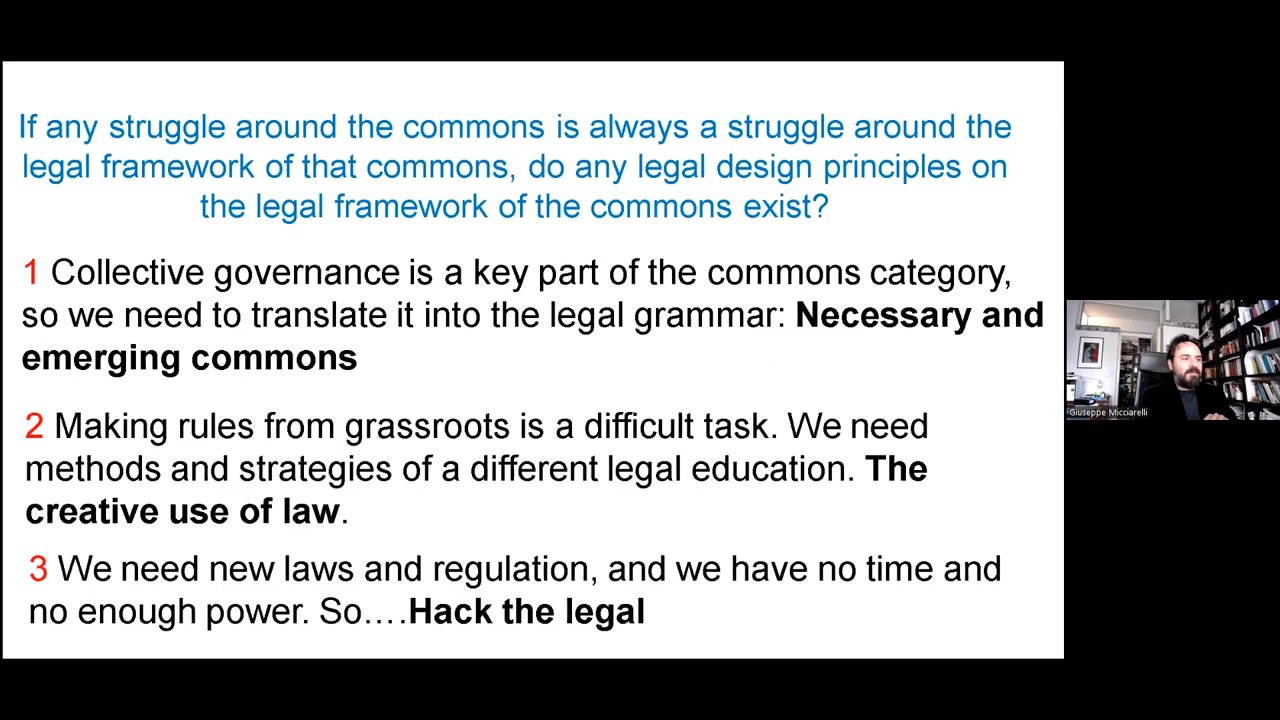 If any struggle around the commons is always a struggle around the
legal framework of that commons, do any legal design principles on
the legal framework of the commons exist?
1 Collective governance is a key part of the commons category,
so we need to translate it into the legal grammar: Necessary and
emerging commons
2 Making rules from grassroots is a difficult task. We need
methods and strategies of a different legal education. The
creative use of law.
3 We need new laws and regulation, and we have no time and
no enough power. So….Hack the legal
Giuseppe Micciarelli